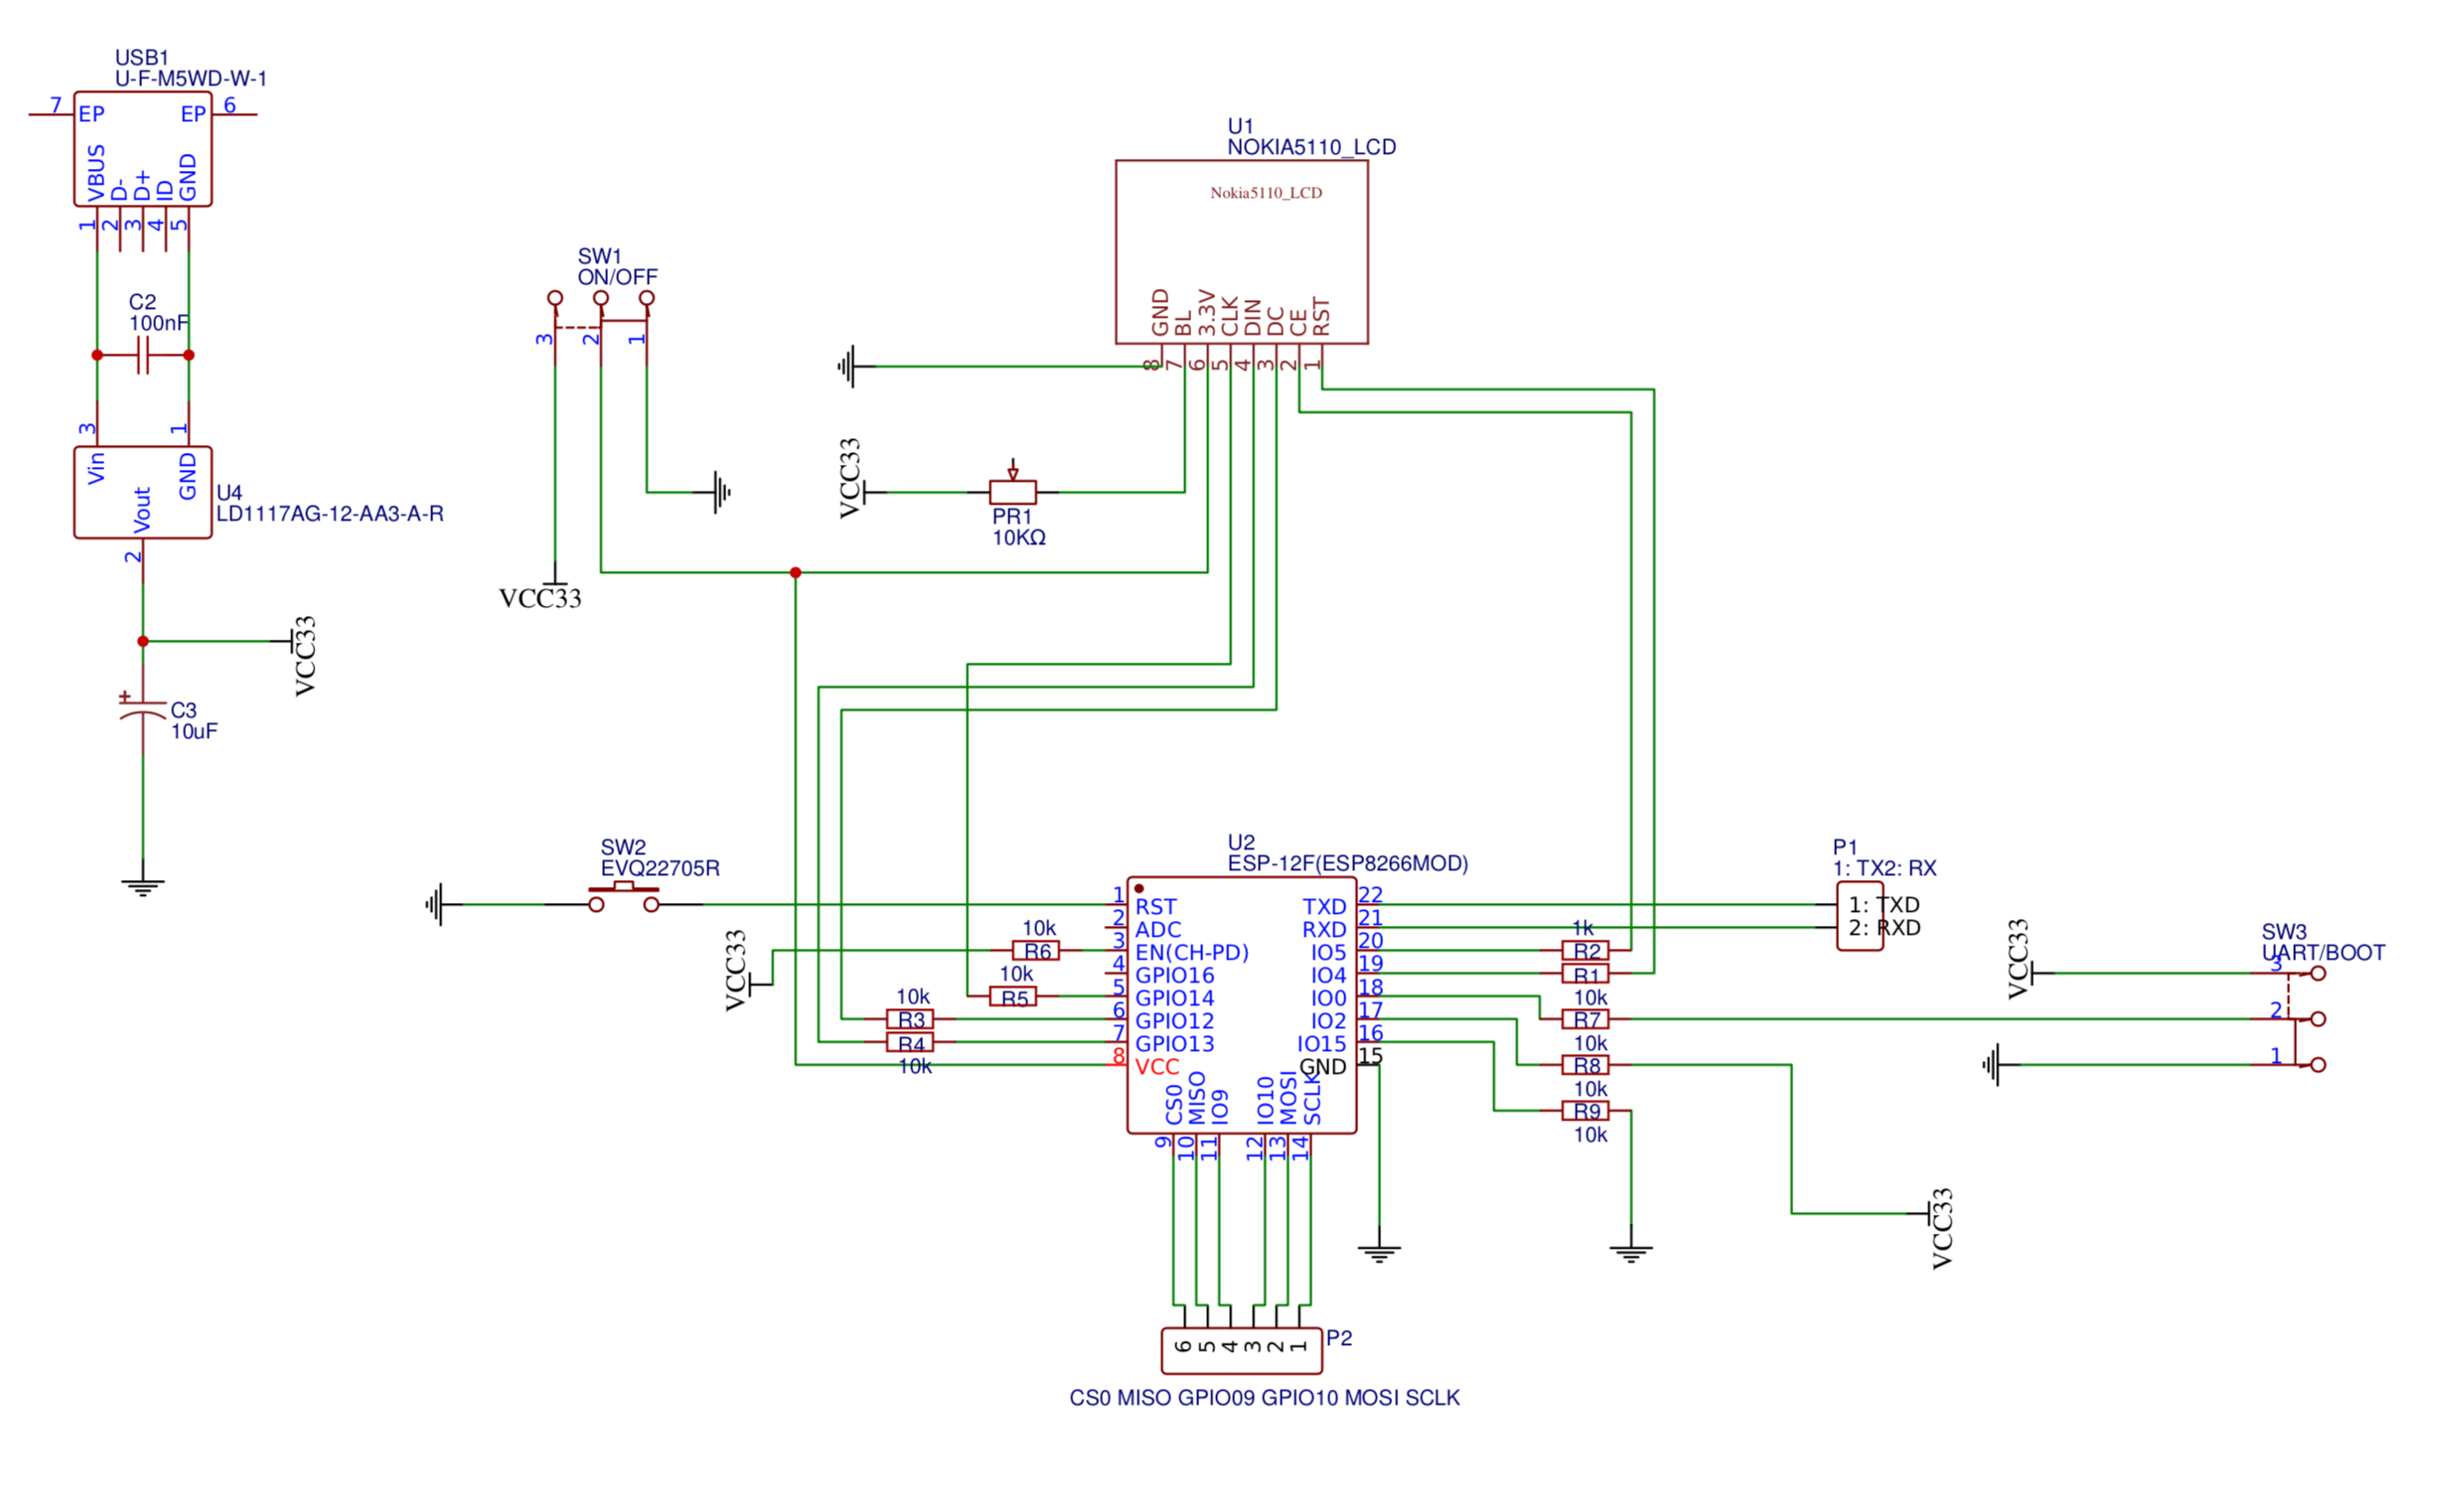 USB1
U-F-M5WD-W-1
7
EP
EP
6
VBUS
D-
D+
ID
GND
1
2
3
4
5
C2
100nF
3
1
Vin
Vout
GND
U4
LD1117AG-12-AA3-A-R
2
VCC33
+
C3
10uF
SW1
ON/OFF
3
2
1
VCC33
U1
NOKIA5110_LCD
Nokia5110_LCD
GND
BL
3.3V
CLK
DIN
DC
CE
RST
8
7
6
5
4
3
2
1
VCC33
PR1
10KΩ
SW2
EVQ22705R
VCC33
10k
R6
10k
R5
10k
R3
R4
10k
U2
ESP-12F(ESP8266MOD)
1
RST
2
ADC
3
EN(CH-PD)
4
GPIO16
5
GPIO14
6
GPIO12
7
GPIO13
8
VCC
22
TXD
21
RXD
20
IO5
19
IO4
18
IO0
17
IO2
16
IO15
15
GND
CS0
MISO
IO9
IO10
MOSI
SCLK
9
10
11
12
13
14
1k
R2
R1
10k
R7
10k
R8
10k
R9
10k
P1
1: TX2: RX
1: TXD
2: RXD
VCC33
SW3
UART/BOOT
3
2
1
VCC33
6
5
4
3
2
1
P2
CS0 MISO GPIO09 GPIO10 MOSI SCLK